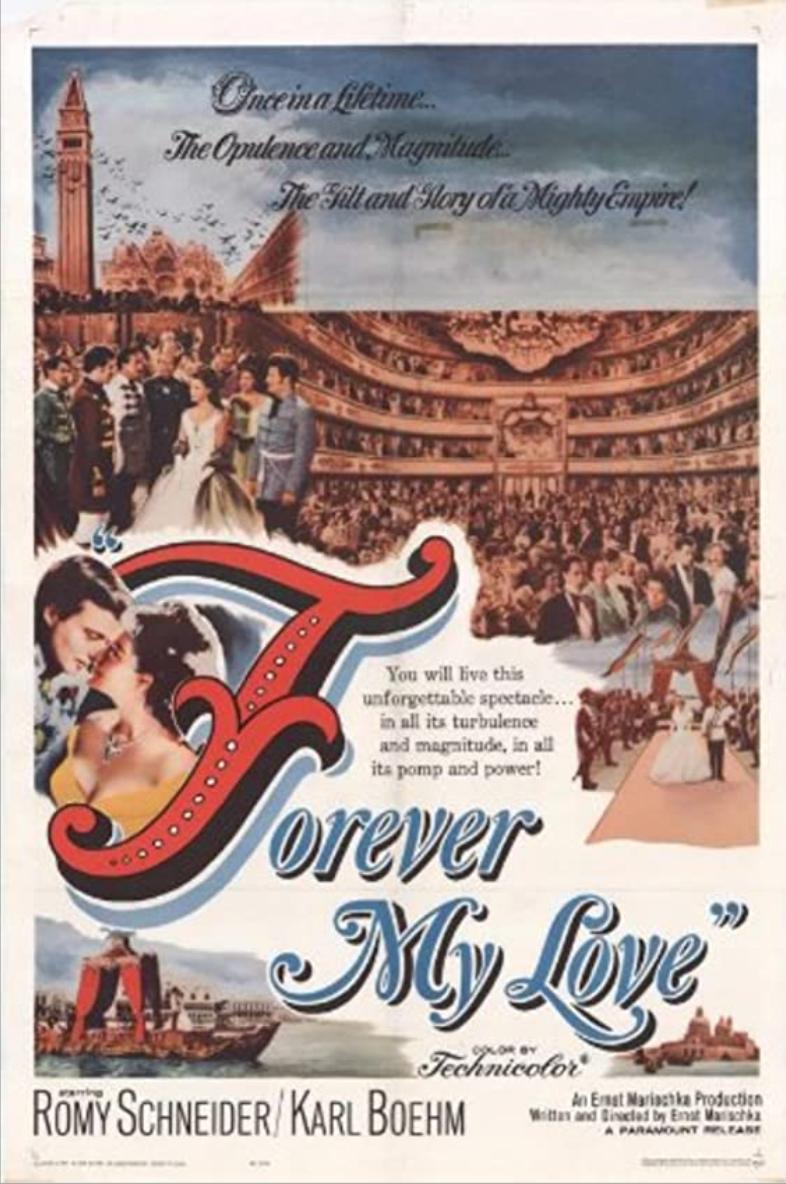 Once in a Lifetime...
The Opulence and Magnitude...
The Gilt and Glory of a Mighty Empire!
You will live this
unforgettable spectacle...
in all its turbulence
and magnitude, in all
its pomp and power!
"Forever
My Love"
COLOR BY
Technicolor®
starring
ROMY SCHNEIDER / KARL BOEHM
An Ernst Marischka Production
Written and Directed by Ernst Marischka
A PARAMOUNT RELEASE